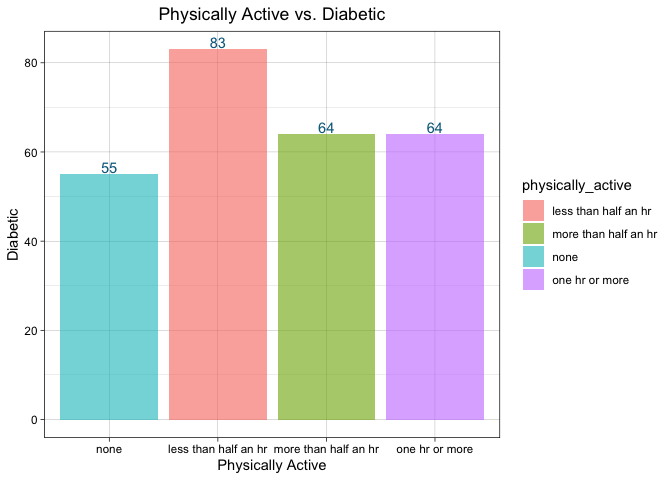 Physically Active vs. Diabetic
Diabetic
80
60
40
20
0
55
83
64
64
none
less than half an hr
more than half an hr
one hr or more
Physically Active
physically_active
less than half an hr
more than half an hr
none
one hr or more